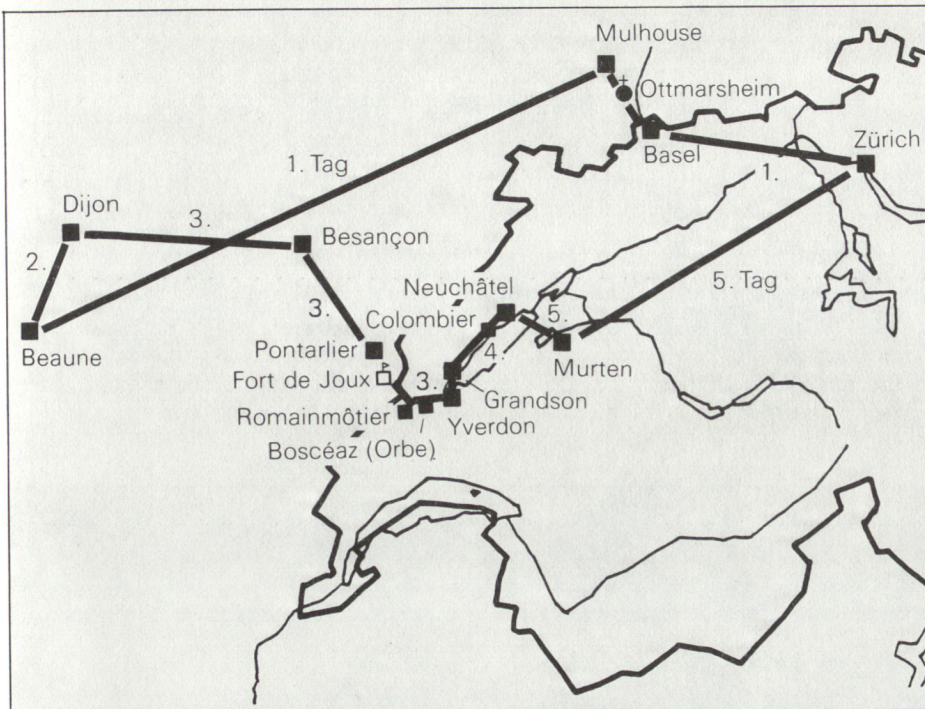 Mulhouse
Ottmarsheim
Basel
Zürich
1.
1. Tag
Dijon
3.
Besançon
2.
Beaune
3.
Neuchâtel
5. Tag
Colombier
5.
4.
Pontarlier
Murten
Fort de Joux
3.
Grandson
Romainmôtier
Yverdon
Boscéaz (Orbe)